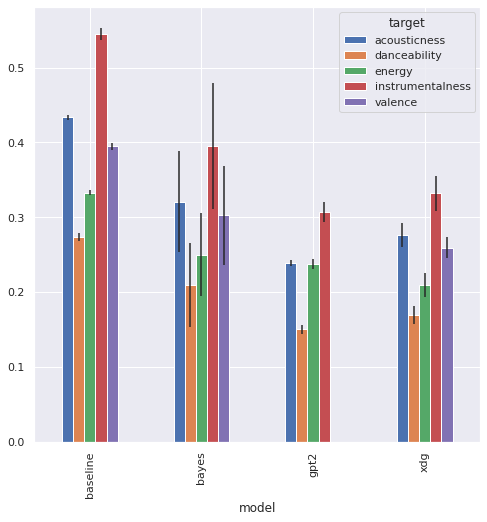 target
acousticness
danceability
energy
instrumentalness
valence
0.5
0.4
0.3
0.2
0.1
0.0
baseline
bayes
gpt2
xdg
model